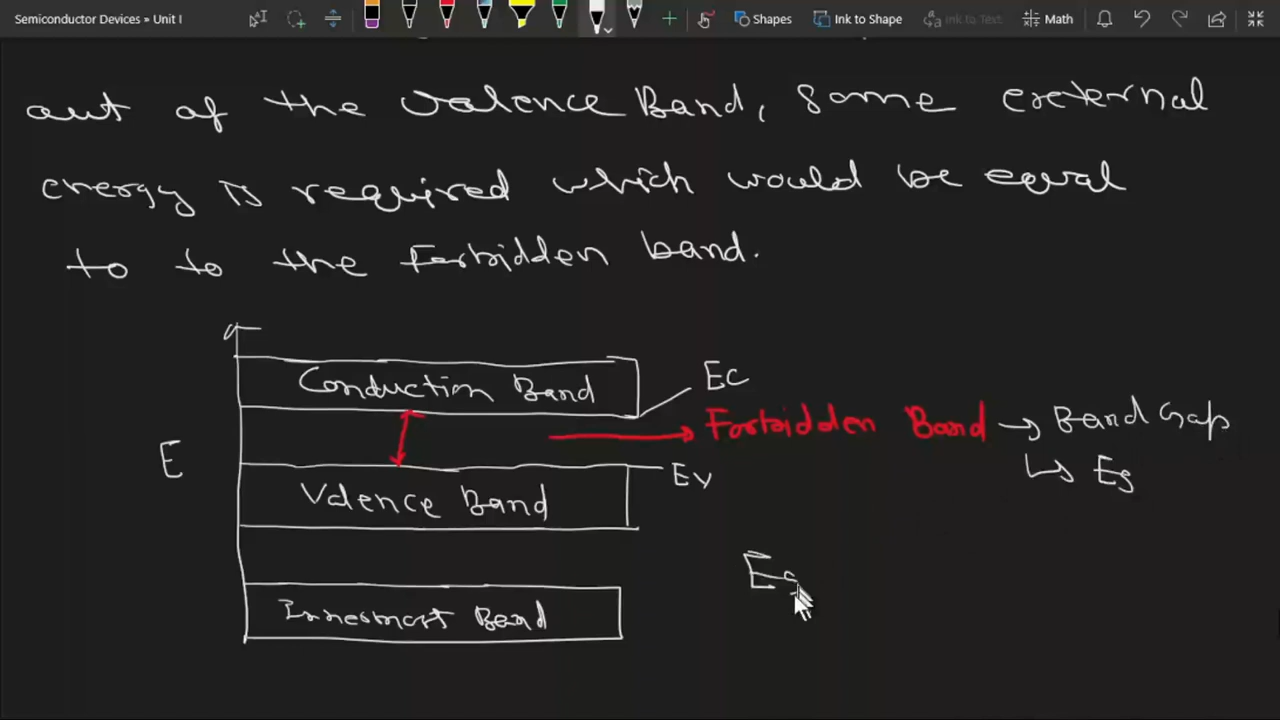 Semiconductor Devices » Unit I
Shapes
Ink to Shape
Ink to Text
Math
out of the Valence Band, some external
energy is required which would be equal
to to the Forbidden band.
Conduction Band
Ec
Forbidden Band → Band Gap
↳ Eg
E
Ev
Valence Band
Eg
Innermost Band